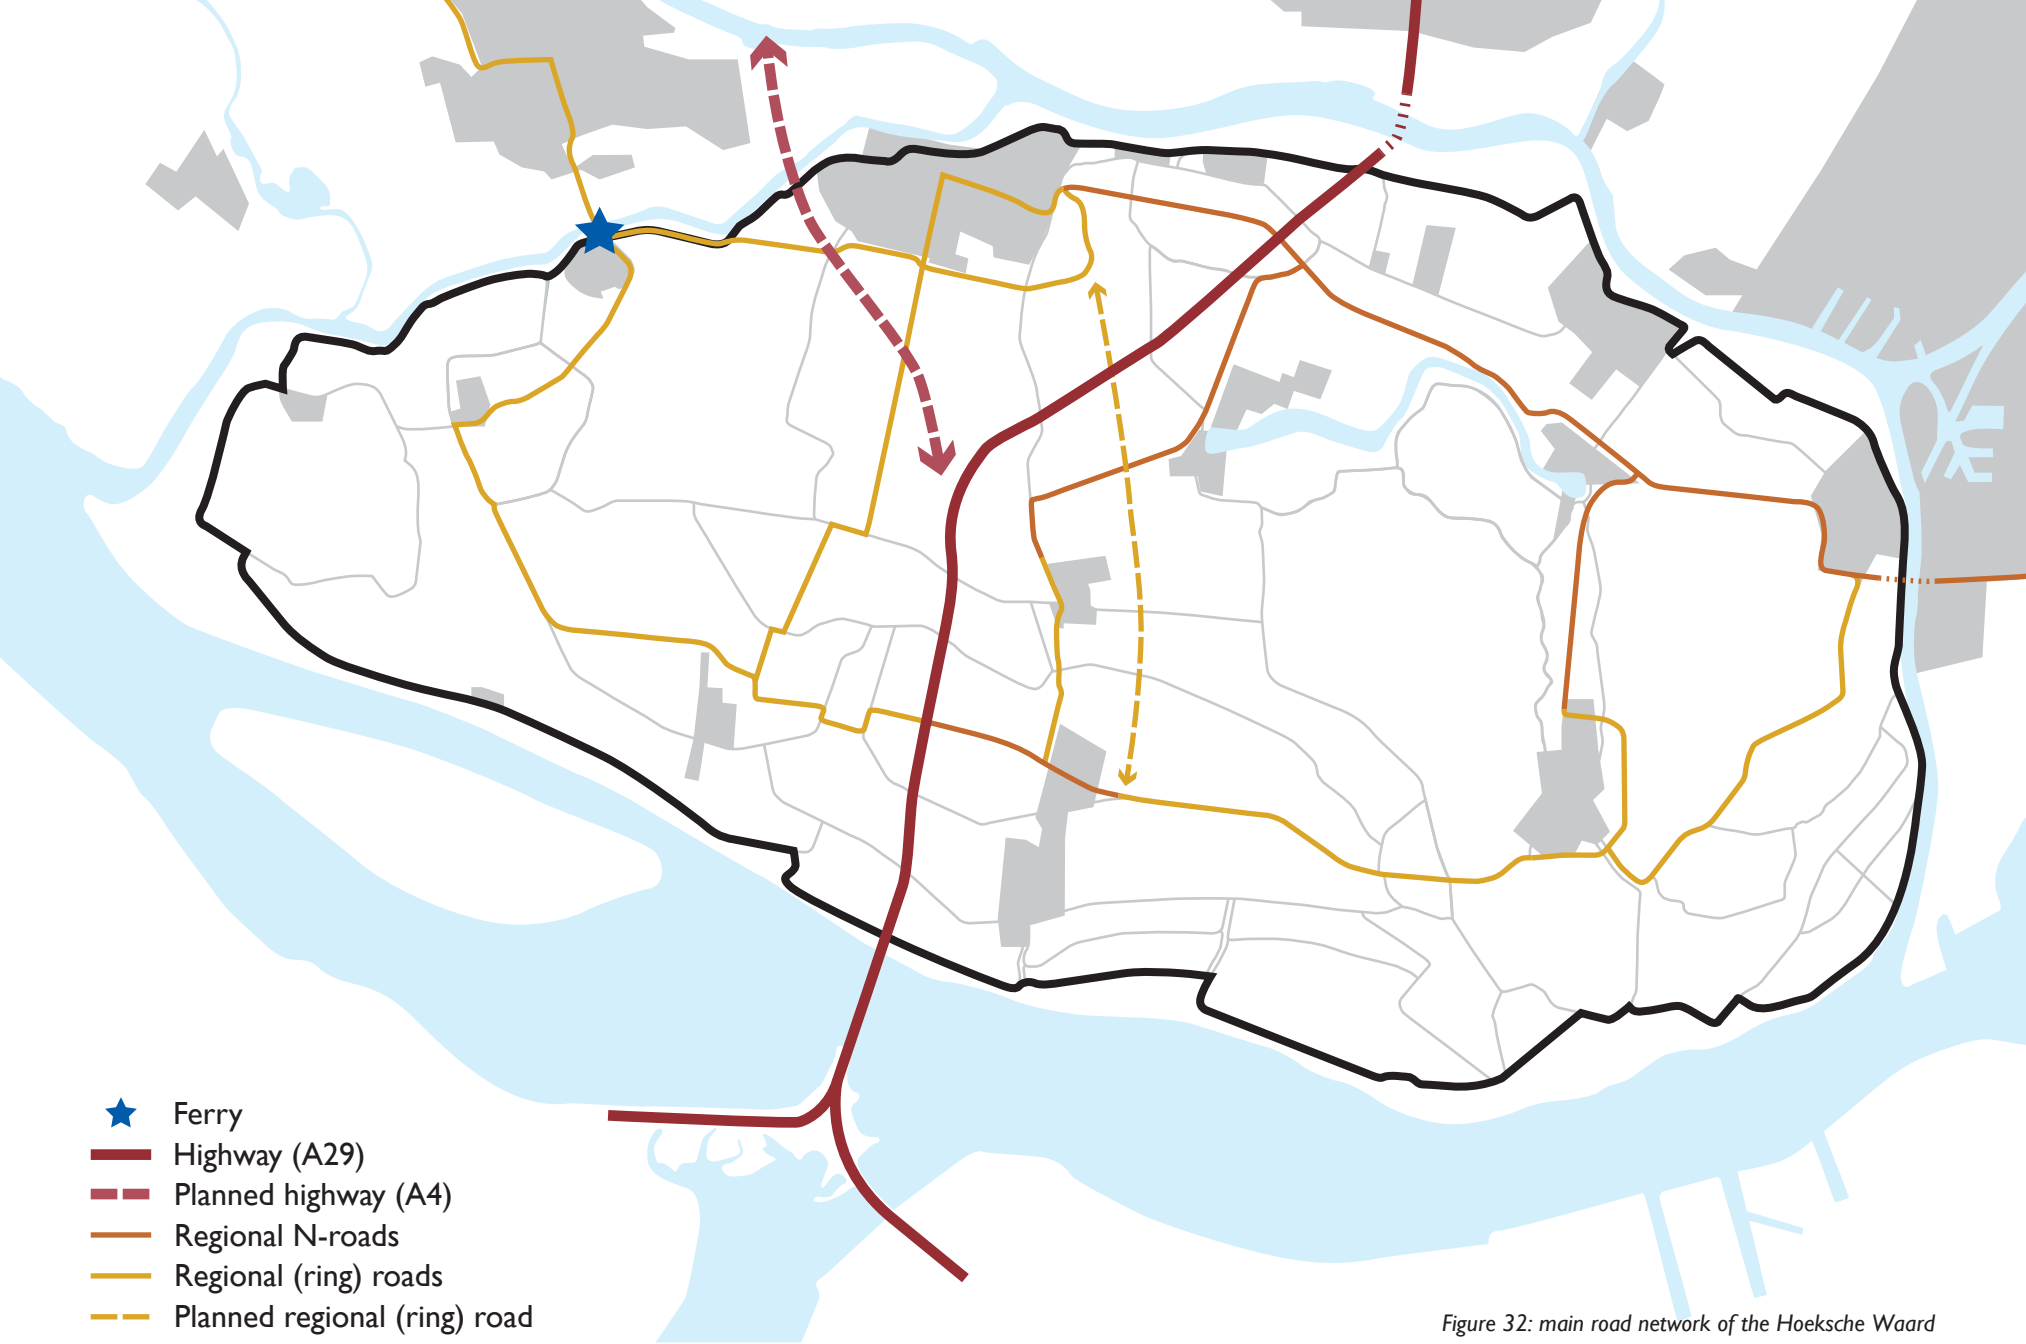 Ferry
Highway (A29)
Planned highway (A4)
Regional N-roads
Regional (ring) roads
Planned regional (ring) road
Figure 32: main road network of the Hoeksche Waard